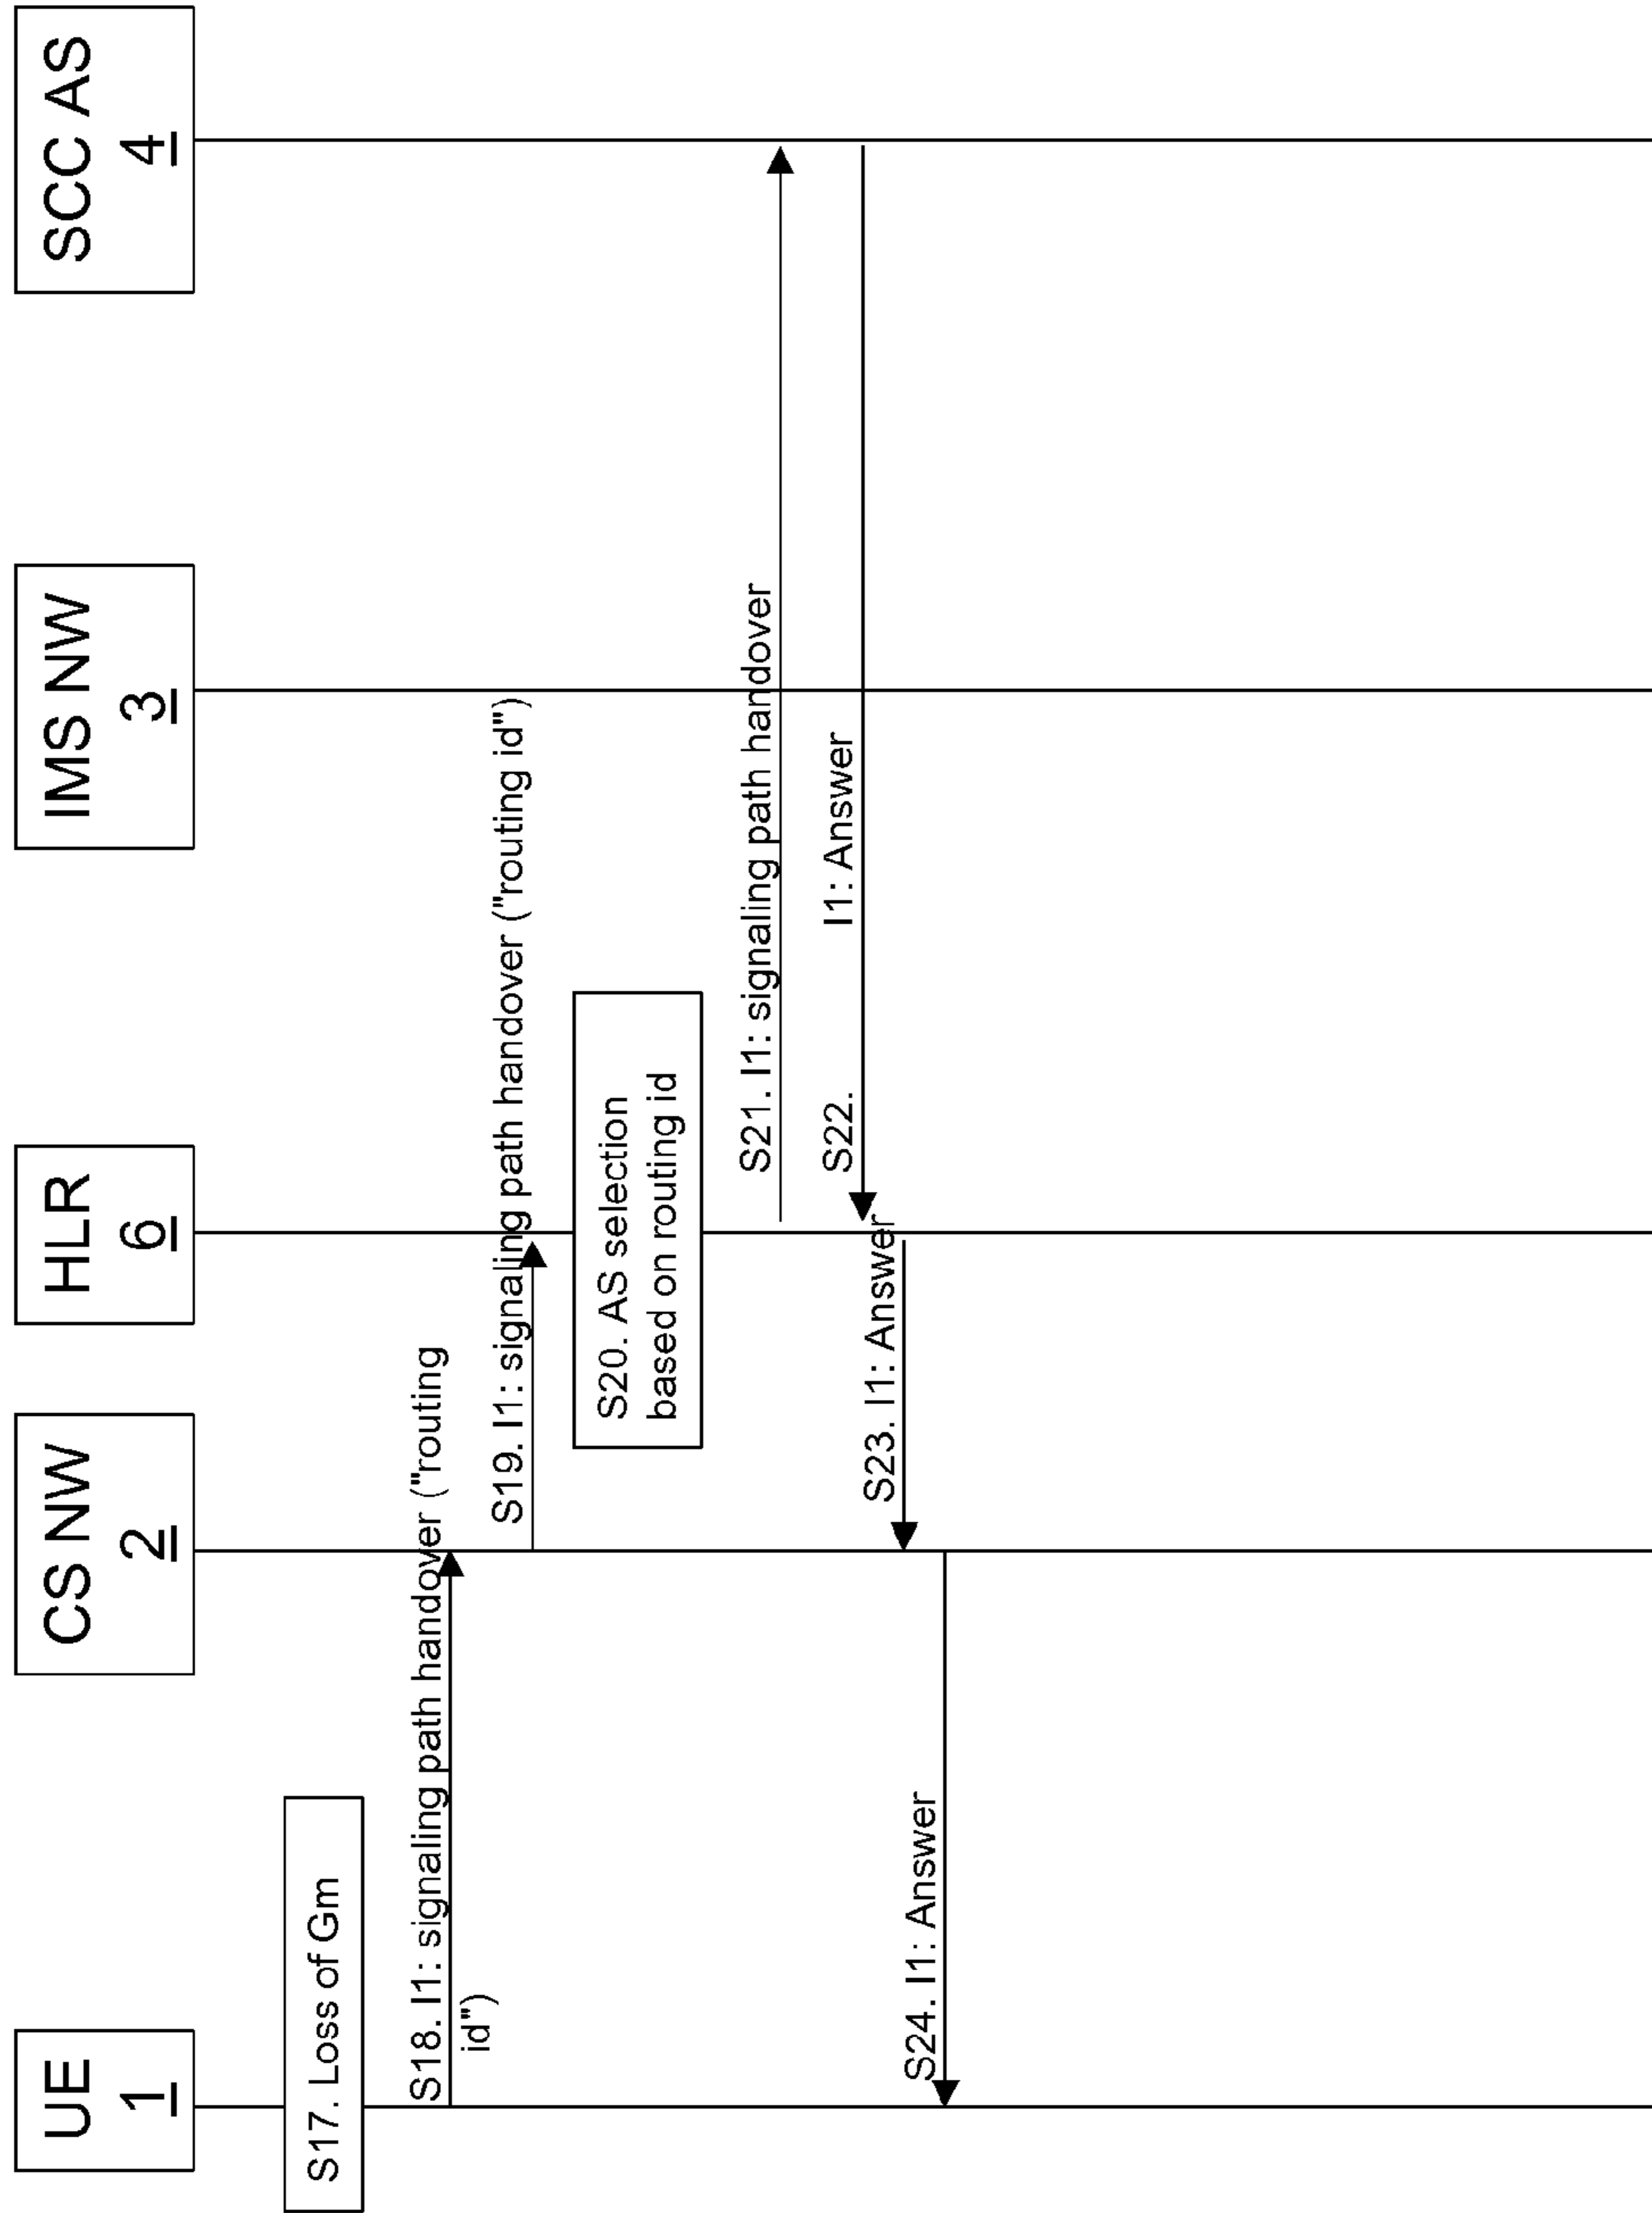 UE
1
CS NW
2
HLR
6
IMS NW
3
SCC AS
4
S17. Loss of Gm
S18. I1: signaling path handover ("routing
id")
S19. I1: signaling path handover ("routing id")
S20. AS selection
based on routing id
S21. I1: signaling path handover
S22. I1: Answer
S23. I1: Answer
S24. I1: Answer